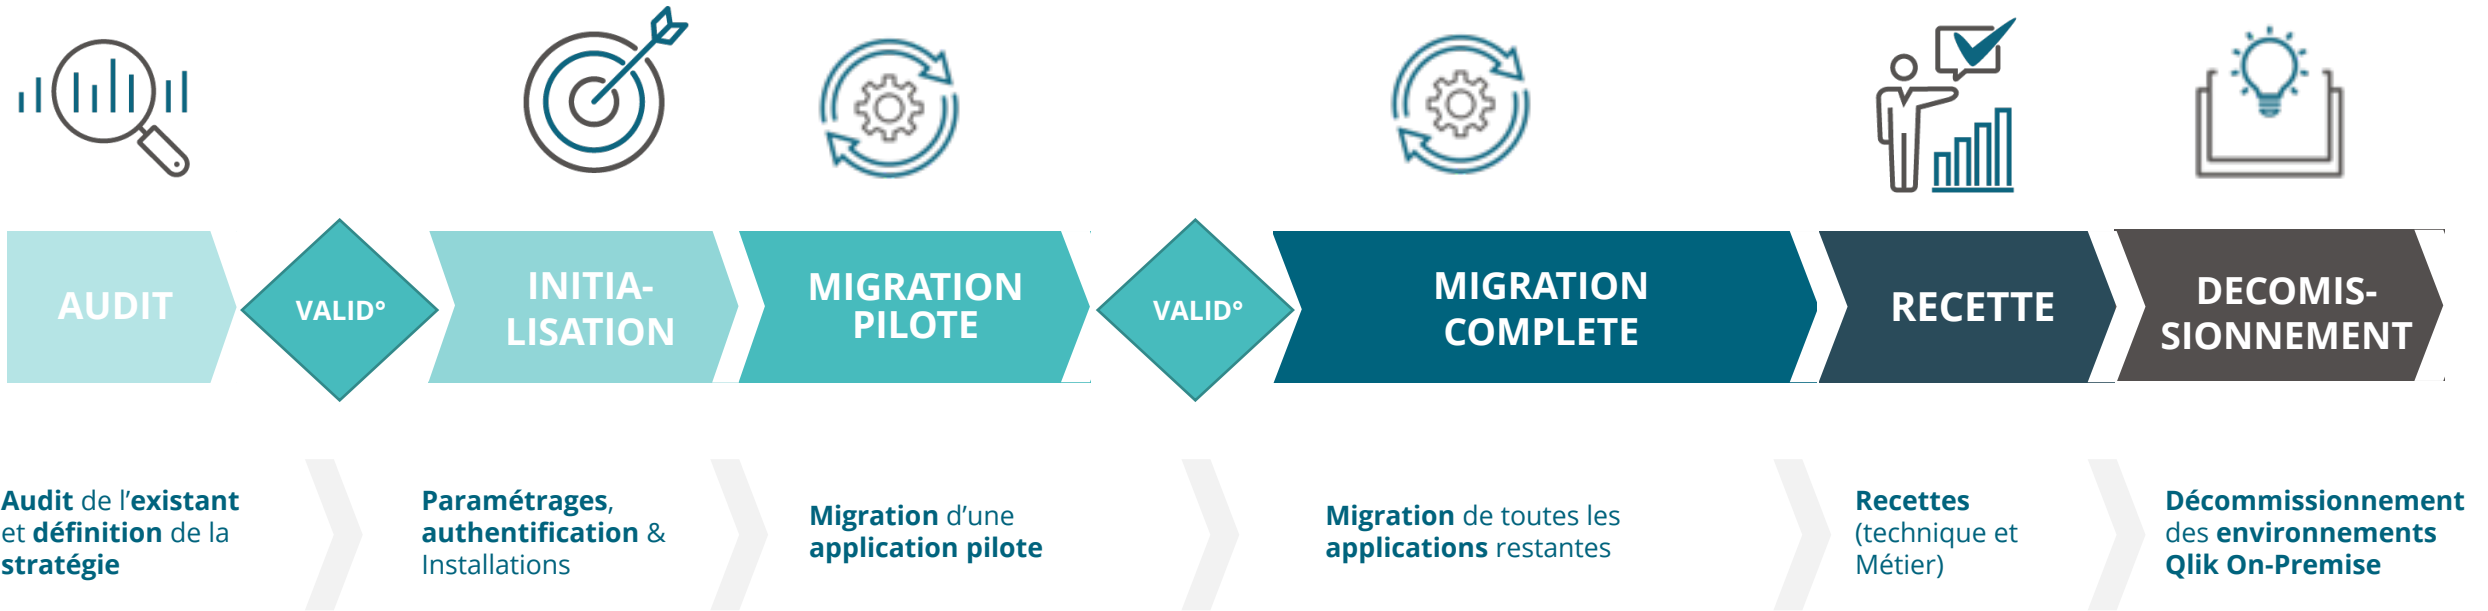 AUDIT
VALID°
INITIA-
LISATION
MIGRATION
PILOTE
VALID°
MIGRATION
COMPLETE
RECETTE
DECOMIS-
SIONNEMENT
Audit de l’existant
et définition de la
stratégie
Paramétrages,
authentification &
Installations
Migration d’une
application pilote
Migration de toutes les
applications restantes
Recettes
(technique et
Métier)
Décommissionnement
des environnements
Qlik On-Premise